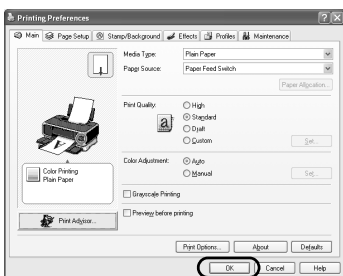 Printing Preferences
Main Page Setup Stamp/Background Effects Profiles Maintenance
Media Type: Plain Paper
Paper Source: Paper Feed Switch
Paper Allocation...
Print Quality: High
Standard
Draft
Custom Set...
Color Adjustment: Auto
Manual Set...
Color Printing
Plain Paper
Grayscale Printing
Preview before printing
Print Advisor...
Print Options... About Defaults
OK Cancel Help